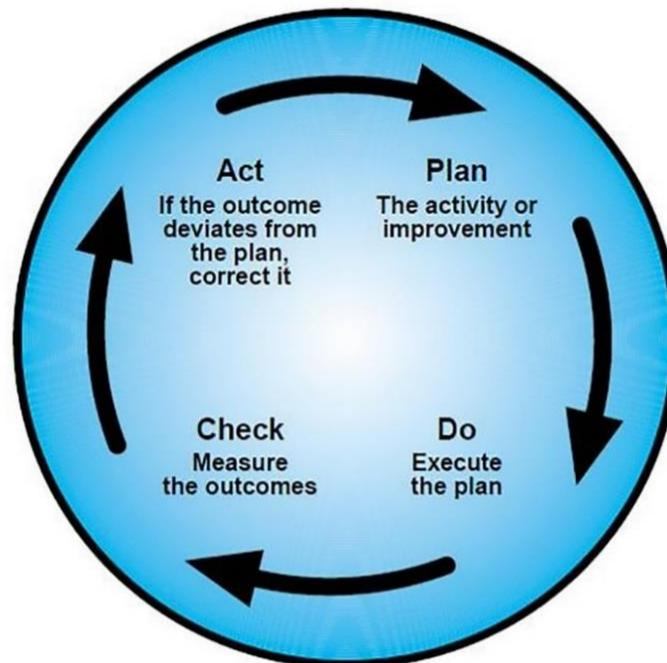 Act
If the outcome
deviates from
the plan,
correct it
Plan
The activity or
improvement
Check
Measure
the outcomes
Do
Execute
the plan